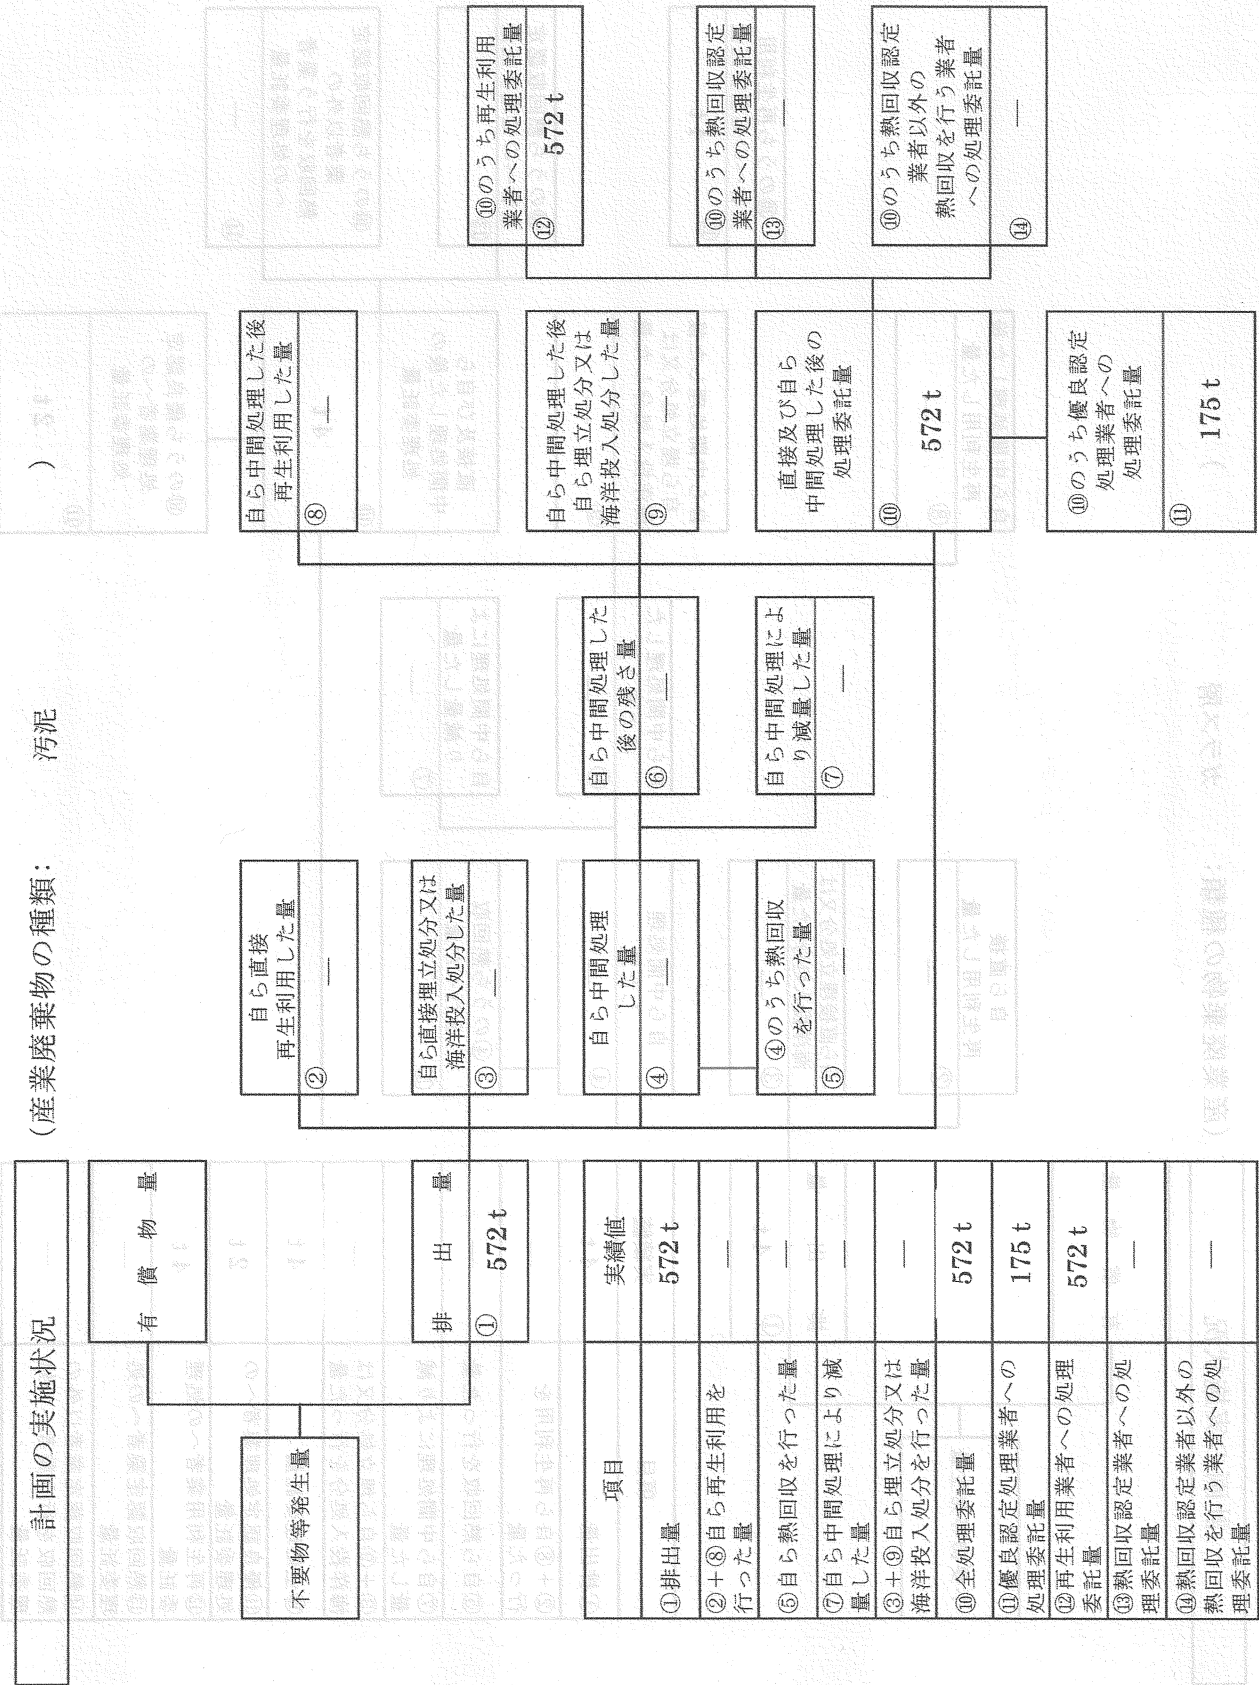 計画の実施状況
（産業廃棄物の種類： 汚泥 ）
不要物等発生量
有償物量
排出量
① 572 t
自ら直接
再生利用した量
② ―
自ら直接埋立処分又は
海洋投入処分した量
③ ―
自ら中間処理
した量
④ ―
④のうち熱回収
を行った量
⑤ ―
自ら中間処理した
後の残さ量
⑥ ―
自ら中間処理によ
り減量した量
⑦ ―
自ら中間処理した後
再生利用した量
⑧ ―
自ら中間処理した後
自ら埋立処分又は
海洋投入処分した量
⑨ ―
直接及び自ら
中間処理した後の
処理委託量
⑩ 572 t
⑩のうち優良認定
処理業者への
処理委託量
⑪ 175 t
⑩のうち再生利用
業者への処理委託量
⑫ 572 t
⑩のうち熱回収認定
業者への処理委託量
⑬ ―
⑩のうち熱回収認定
業者以外の
熱回収を行う業者
への処理委託量
⑭ ―
項目 実績値
①排出量 572 t
②＋⑧自ら再生利用を
行った量 ―
⑤自ら熱回収を行った量 ―
⑦自ら中間処理により減
量した量 ―
③＋⑨自ら埋立処分又は
海洋投入処分を行った量 ―
⑩全処理委託量 572 t
⑪優良認定処理業者への
処理委託量 175 t
⑫再生利用業者への処理
委託量 572 t
⑬熱回収認定業者への処
理委託量 ―
⑭熱回収認定業者以外の
熱回収を行う業者への処
理委託量 ―